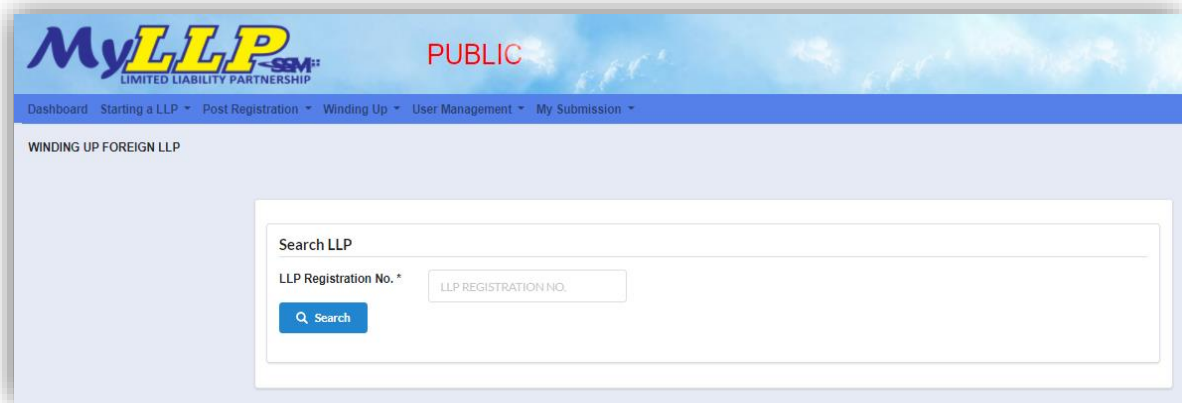 MyLLP SSM
LIMITED LIABILITY PARTNERSHIP
PUBLIC
Dashboard Starting a LLP Post Registration Winding Up User Management My Submission
WINDING UP FOREIGN LLP
Search LLP
LLP Registration No. *
LLP REGISTRATION NO.
Search